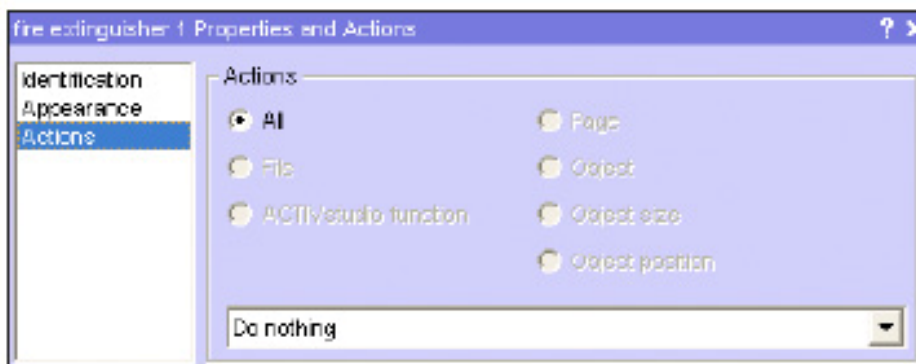 fire extinguisher 1 Properties and Actions ?
Identification
Appearance
Actions
Actions
All
File
ACTIVstudio function
Page
Object
Object size
Object position
Do nothing